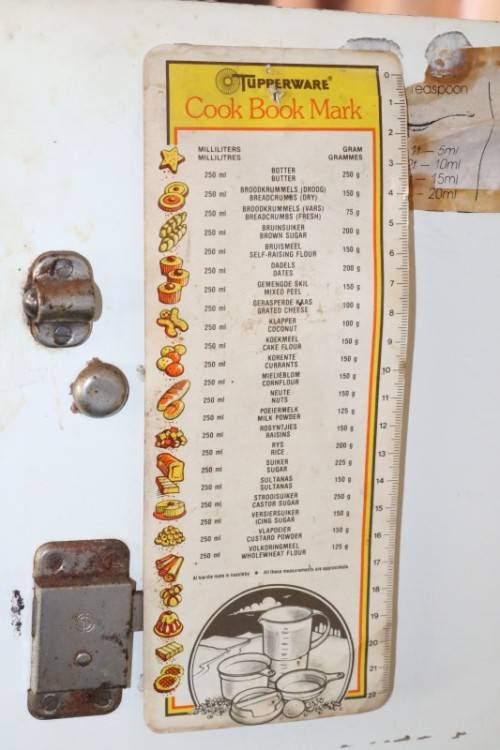 TUPPERWARE®
Cook Book Mark
MILLILITERS GRAM
MILLILITRES GRAMMES
BOTTER
250 ml BUTTER 250 g
BROODKRUMMELS (DROOG)
250 ml BREADCRUMBS (DRY) 150 g
BROODKRUMMELS (VARS)
250 ml BREADCRUMBS (FRESH) 75 g
BRUINSUIKER
250 ml BROWN SUGAR 200 g
BRUISMEEL
250 ml SELF-RAISING FLOUR 150 g
DADELS
250 ml DATES 200 g
GEMENGDE SKIL
250 ml MIXED PEEL 150 g
GERASPERDE KAAS
250 ml GRATED CHEESE 100 g
KLAPPER
250 ml COCONUT 100 g
KOEKMEEL
250 ml CAKE FLOUR 150 g
KORENTE
250 ml CURRANTS 150 g
MIELIEBLOM
250 ml CORNFLOUR 150 g
NEUTE
250 ml NUTS 150 g
POEIERMELK
250 ml MILK POWDER 125 g
ROSYNTJIES
250 ml RAISINS 150 g
RYS
250 ml RICE 200 g
SUIKER
250 ml SUGAR 225 g
SULTANAS
250 ml SULTANAS 150 g
STROOISUIKER
250 ml CASTOR SUGAR 250 g
VERSIERSUIKER
250 ml ICING SUGAR 150 g
VLAPOEIER
250 ml CUSTARD POWDER 150 g
VOLKORINGMEEL
250 ml WHOLEWHEAT FLOUR 125 g
All these measurements are approximate.
0
1
2
3
4
5
6
7
8
9
10
11
12
13
14
15
16
17
18
19
20
21
22
easpoon
5ml
10ml
15ml
20ml